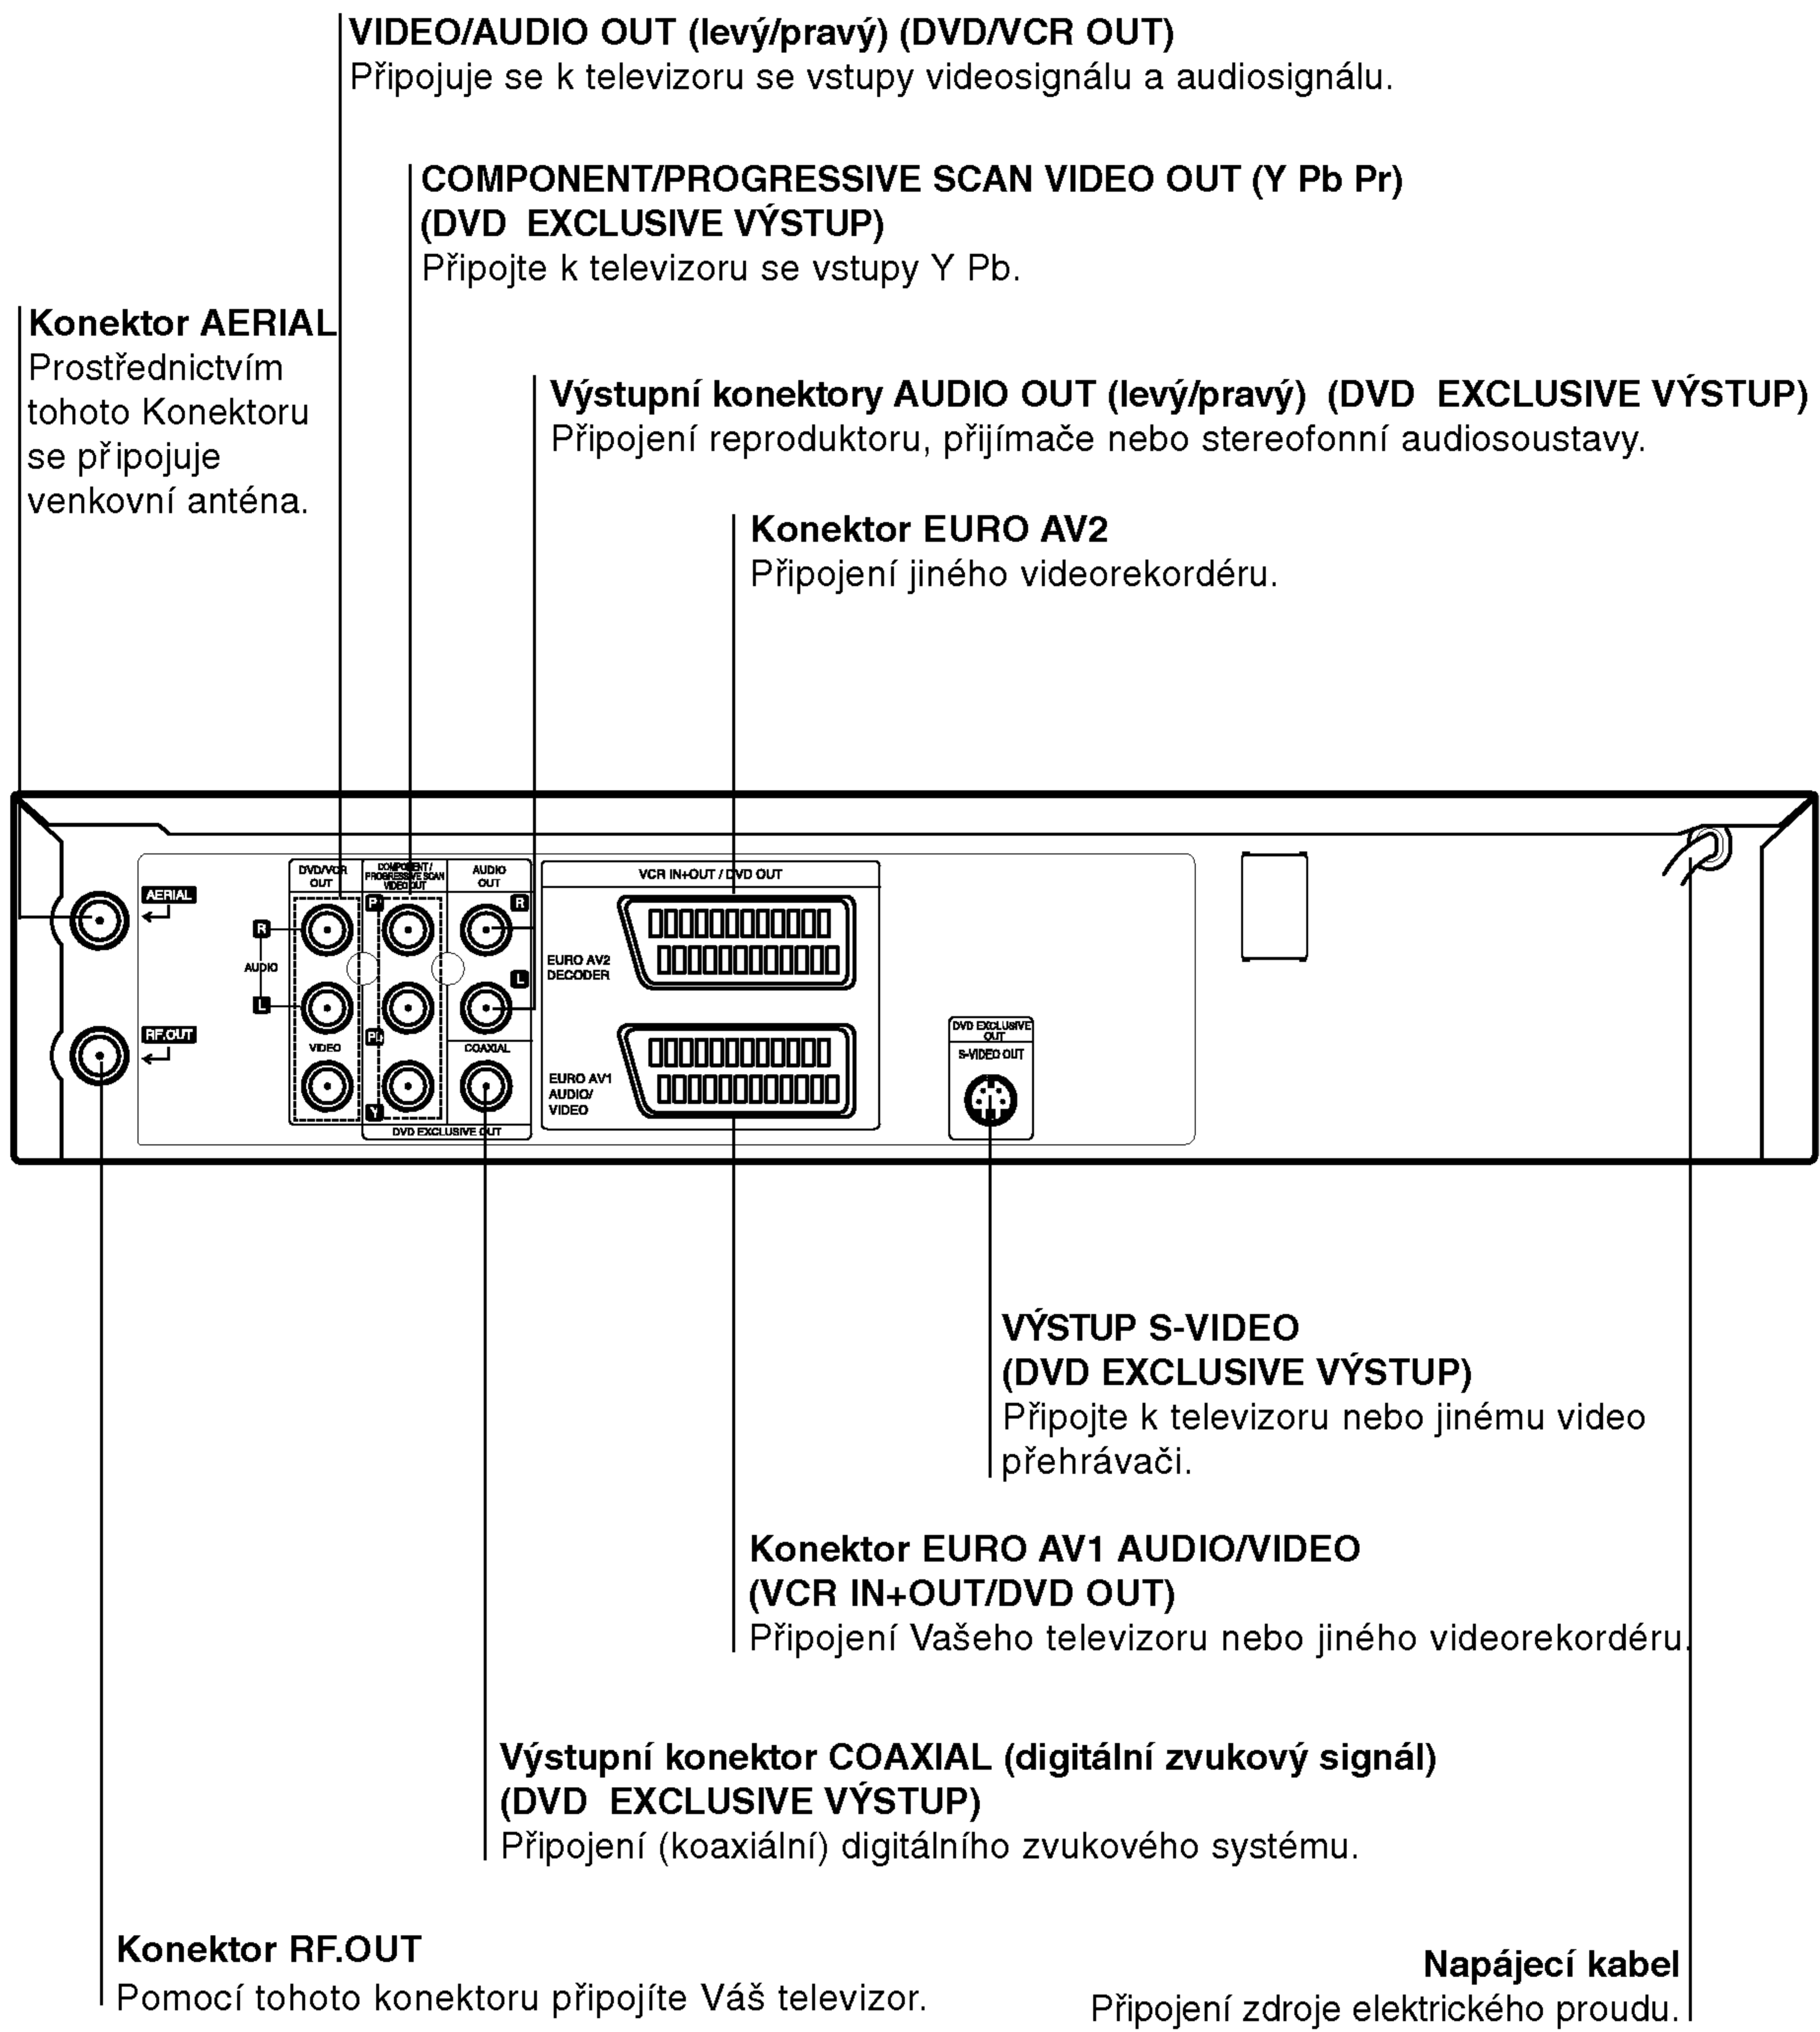 VIDEO/AUDIO OUT (levý/pravý) (DVD/VCR OUT)
Připojuje se k televizoru se vstupy videosignálu a audiosignálu.
COMPONENT/PROGRESSIVE SCAN VIDEO OUT (Y Pb Pr)
(DVD EXCLUSIVE VÝSTUP)
Připojte k televizoru se vstupy Y Pb.
Konektor AERIAL
Prostřednictvím
tohoto Konektoru
se připojuje
venkovní anténa.
Výstupní konektory AUDIO OUT (levý/pravý) (DVD EXCLUSIVE VÝSTUP)
Připojení reproduktoru, přijímače nebo stereofonní audiosoustavy.
Konektor EURO AV2
Připojení jiného videorekordéru.
AERIAL
RF.OUT
DVD/VCR
OUT
R
AUDIO
L
VIDEO
COMPONENT /
PROGRESSIVE SCAN
VIDEO OUT
Pb
Y
AUDIO
OUT
R
L
COAXIAL
DVD EXCLUSIVE OUT
VCR IN+OUT / DVD OUT
EURO AV2
DECODER
EURO AV1
AUDIO/
VIDEO
DVD EXCLUSIVE
OUT
S-VIDEO OUT
VÝSTUP S-VIDEO
(DVD EXCLUSIVE VÝSTUP)
Připojte k televizoru nebo jinému video
přehrávači.
Konektor EURO AV1 AUDIO/VIDEO
(VCR IN+OUT/DVD OUT)
Připojení Vašeho televizoru nebo jiného videorekordéru.
Výstupní konektor COAXIAL (digitální zvukový signál)
(DVD EXCLUSIVE VÝSTUP)
Připojení (koaxiální) digitálního zvukového systému.
Konektor RF.OUT
Pomocí tohoto konektoru připojíte Váš televizor.
Napájecí kabel
Připojení zdroje elektrického proudu.